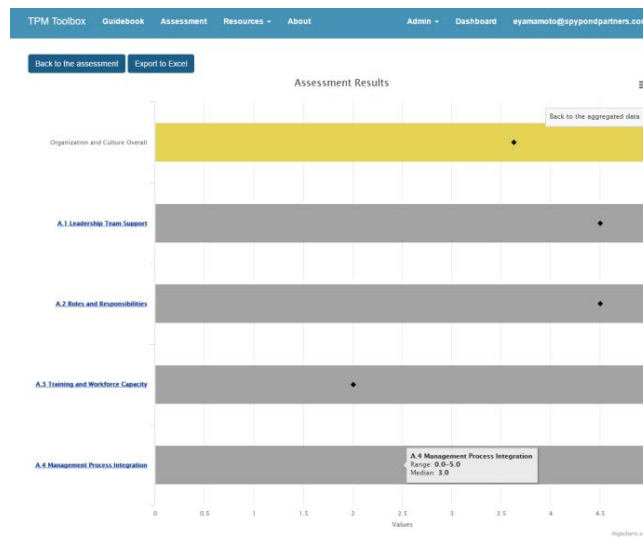 TPM Toolbox Guidebook Assessment Resources About Admin Dashboard eyamamoto@spypondpartners.co
Back to the assessment Export to Excel
Assessment Results
Back to the aggregated data
Organization and Culture Overall
A.1 Leadership Team Support
A.2 Roles and Responsibilities
A.3 Training and Workforce Capacity
A.4 Management Process Integration
A.4 Management Process Integration
Range: 0.0-5.0
Median: 3.0
0 0.5 1 1.5 2 2.5 3 3.5 4 4.5
Values
Highcharts.c